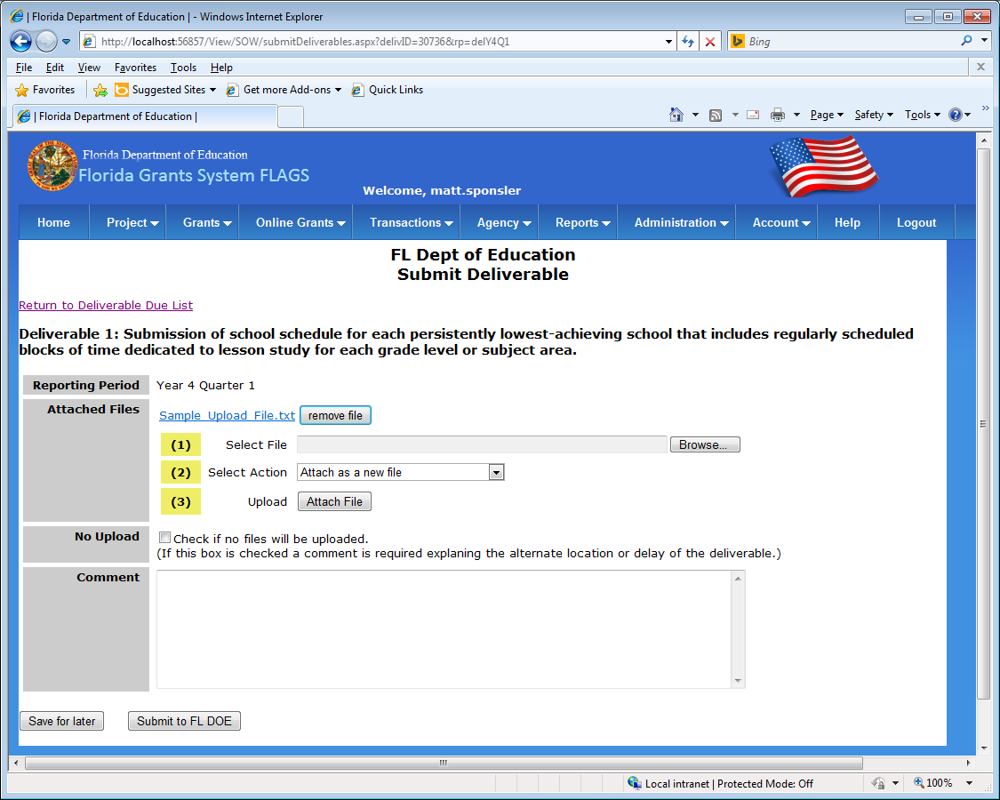 | Florida Department of Education | - Windows Internet Explorer
http://localhost:56857/View/SOW/submitDeliverables.aspx?delivID=30736&rp=delY4Q1
Bing
File Edit View Favorites Tools Help
Favorites Suggested Sites Get more Add-ons Quick Links
| Florida Department of Education |
Page Safety Tools
Florida Department of Education
Florida Grants System FLAGS
Welcome, matt.sponsler
Home Project Grants Online Grants Transactions Agency Reports Administration Account Help Logout
FL Dept of Education
Submit Deliverable
Return to Deliverable Due List
Deliverable 1: Submission of school schedule for each persistently lowest-achieving school that includes regularly scheduled
blocks of time dedicated to lesson study for each grade level or subject area.
Reporting Period Year 4 Quarter 1
Attached Files
Sample_Upload_File.txt remove file
(1) Select File Browse...
(2) Select Action Attach as a new file
(3) Upload Attach File
No Upload
Check if no files will be uploaded.
(If this box is checked a comment is required explaning the alternate location or delay of the deliverable.)
Comment
Save for later Submit to FL DOE
Local intranet | Protected Mode: Off 100%